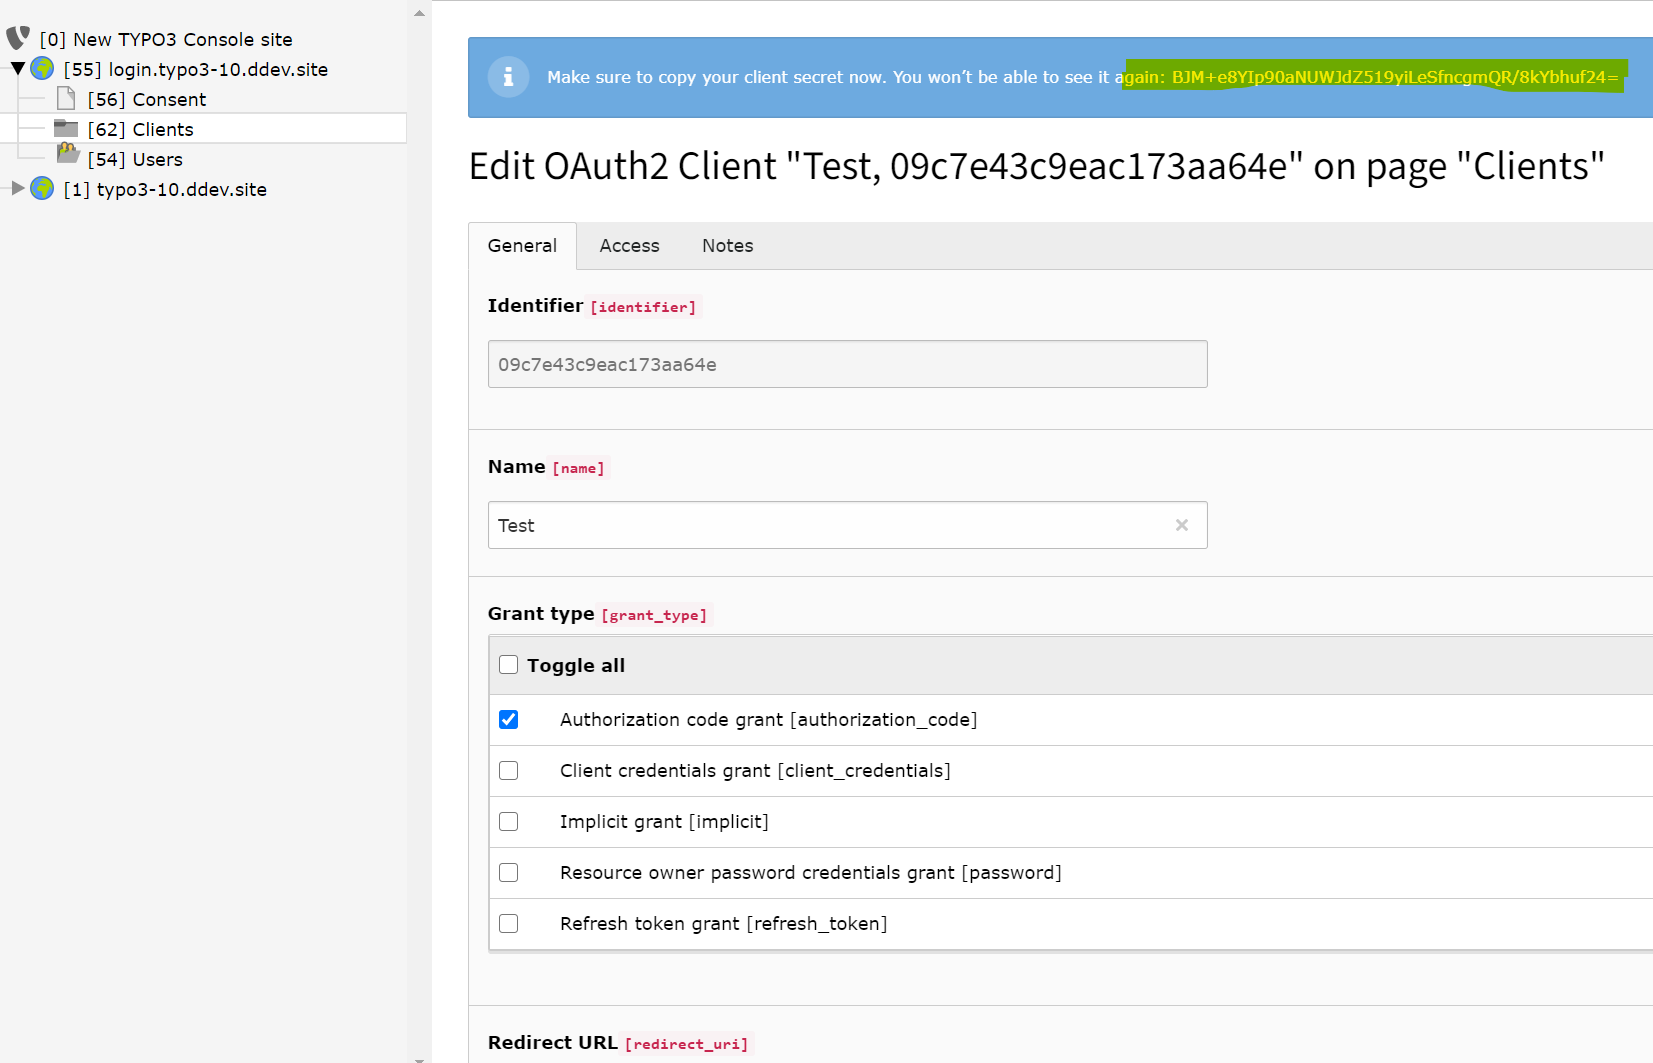 [0] New TYPO3 Console site
[55] login.typo3-10.ddev.site
[56] Consent
[62] Clients
[54] Users
[1] typo3-10.ddev.site
Make sure to copy your client secret now. You won’t be able to see it again: BJM+e8YIp90aNUWJdZ519yiLeSfncgmQR/8kYbhuf24=
Edit OAuth2 Client "Test, 09c7e43c9eac173aa64e" on page "Clients"
General Access Notes
Identifier [identifier]
09c7e43c9eac173aa64e
Name [name]
Test
Grant type [grant_type]
Toggle all
Authorization code grant [authorization_code]
Client credentials grant [client_credentials]
Implicit grant [implicit]
Resource owner password credentials grant [password]
Refresh token grant [refresh_token]
Redirect URL [redirect_uri]